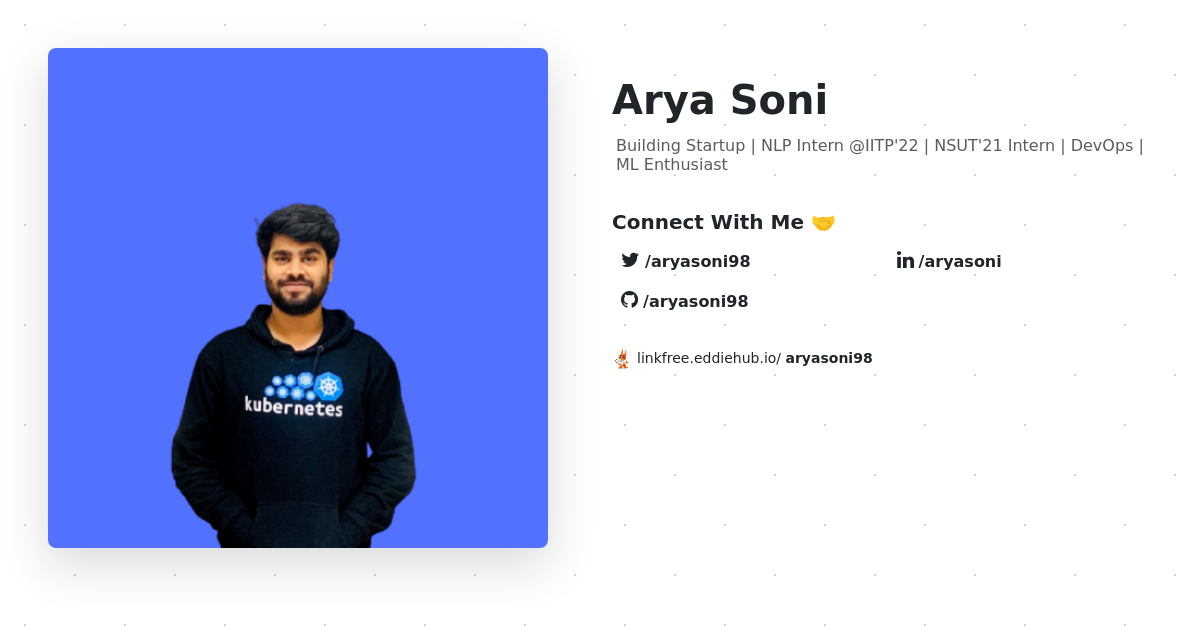 Arya Soni
Building Startup | NLP Intern @IITP'22 | NSUT'21 Intern | DevOps |
ML Enthusiast
Connect With Me 🤝
/aryasoni98
/aryasoni
/aryasoni98
linkfree.eddiehub.io/ aryasoni98
kubernetes